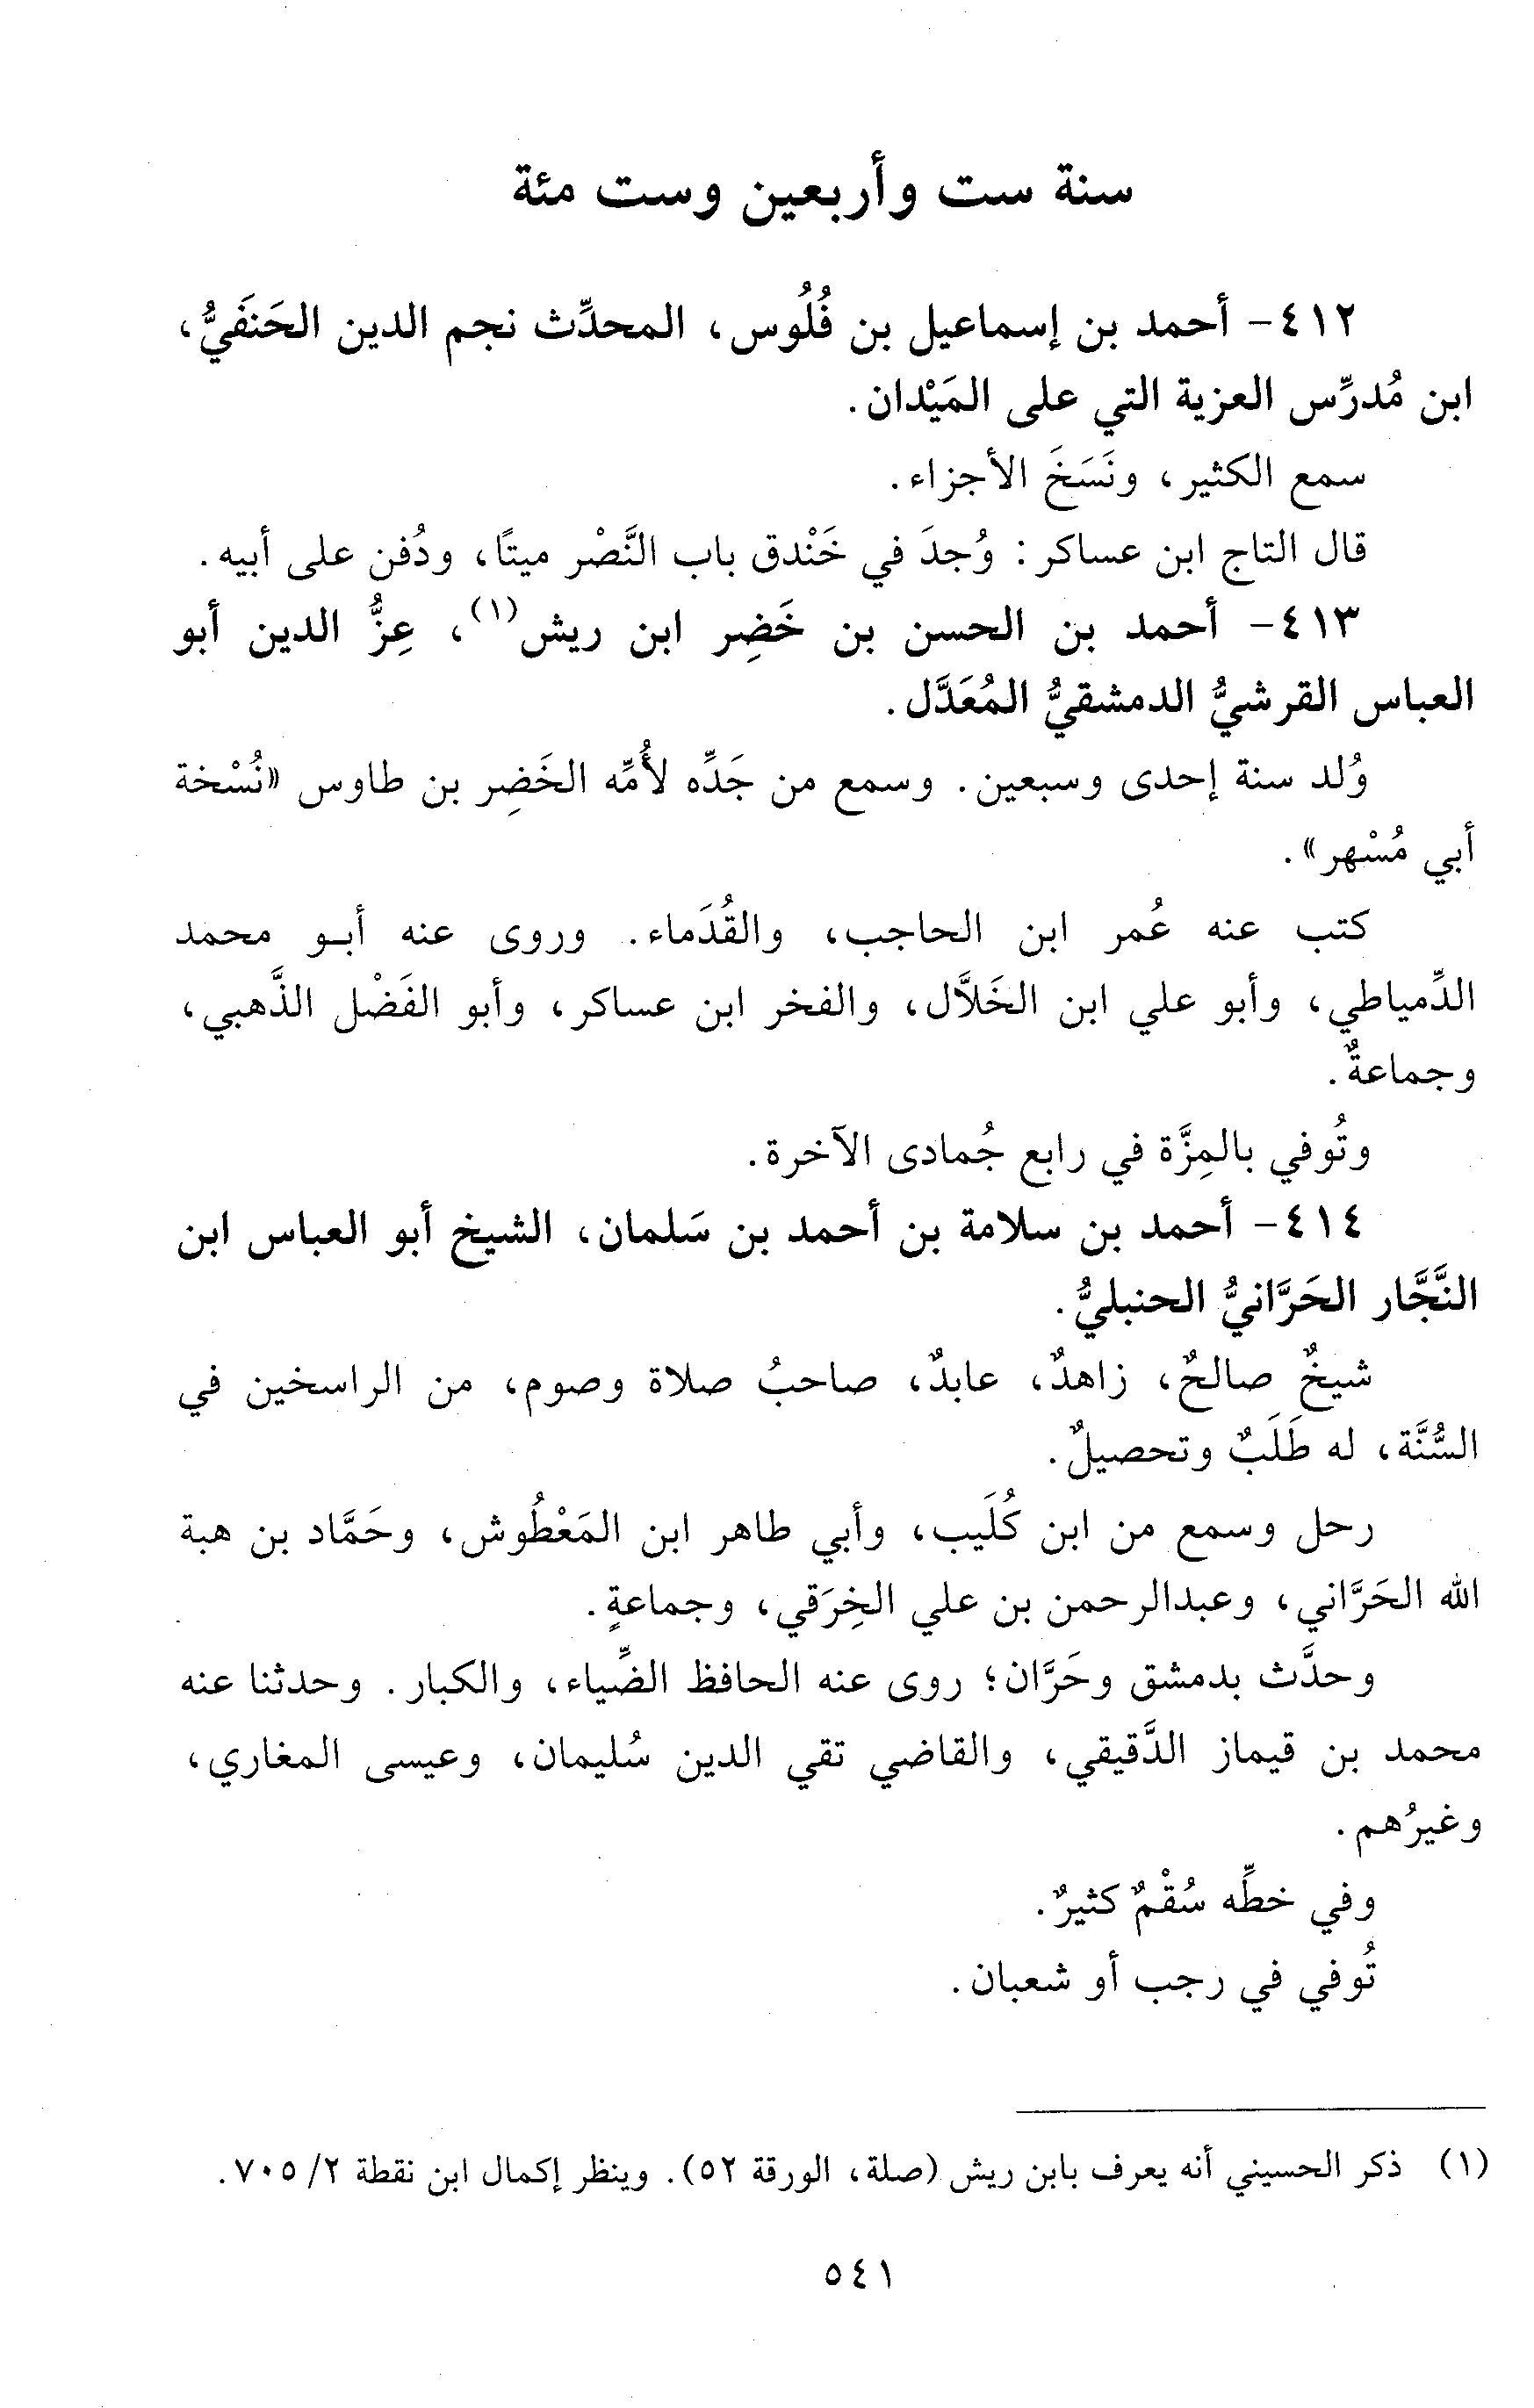 سنة ست وأربعين وست مئة
٤١٢- أحمد بن إسماعيل بن فُلُوس، المحدِّث نجم الدين الحَنَفيُّ،
ابن مُدرِّس العزية التي على المَيْدان.
سمع الكثير، ونَسَخَ الأجزاء.
قال التاج ابن عساكر: وُجدَ في خَنْدق باب النَّصْر ميتًا، ودُفن على أبيه.
٤١٣- أحمد بن الحسن بن خَضِر ابن ريش(١)، عِزُّ الدين أبو
العباس القرشيُّ الدمشقيُّ المُعَدَّل.
وُلد سنة إحدى وسبعين. وسمع من جَدِّه لأُمِّه الخَضِر بن طاوس «نُسْخة
أبي مُسْهر».
كتب عنه عُمر ابن الحاجب، والقُدَماء. وروى عنه أبو محمد
الدِّمياطي، وأبو علي ابن الخَلاَّل، والفخر ابن عساكر، وأبو الفَضْل الذَّهبي،
وجماعةٌ.
وتُوفي بالمِزَّة في رابع جُمادى الآخرة.
٤١٤- أحمد بن سلامة بن أحمد بن سَلمان، الشيخ أبو العباس ابن
النَّجَّار الحَرَّانيُّ الحنبليُّ.
شيخٌ صالحٌ، زاهدٌ، عابدٌ، صاحبُ صلاة وصوم، من الراسخين في
السُّنَّة، له طَلَبٌ وتحصيلٌ.
رحل وسمع من ابن كُلَيب، وأبي طاهر ابن المَعْطُوش، وحَمَّاد بن هبة
الله الحَرَّاني، وعبدالرحمن بن علي الخِرَقي، وجماعةٍ.
وحدَّث بدمشق وحَرَّان؛ روى عنه الحافظ الضِّياء، والكبار. وحدثنا عنه
محمد بن قيماز الدَّقيقي، والقاضي تقي الدين سُليمان، وعيسى المغاري،
وغيرُهم.
وفي خطِّه سُقْمٌ كثيرٌ.
تُوفي في رجب أو شعبان.
(١) ذكر الحسيني أنه يعرف بابن ريش (صلة، الورقة ٥٢). وينظر إكمال ابن نقطة ٢/ ٧٠٥.
٥٤١